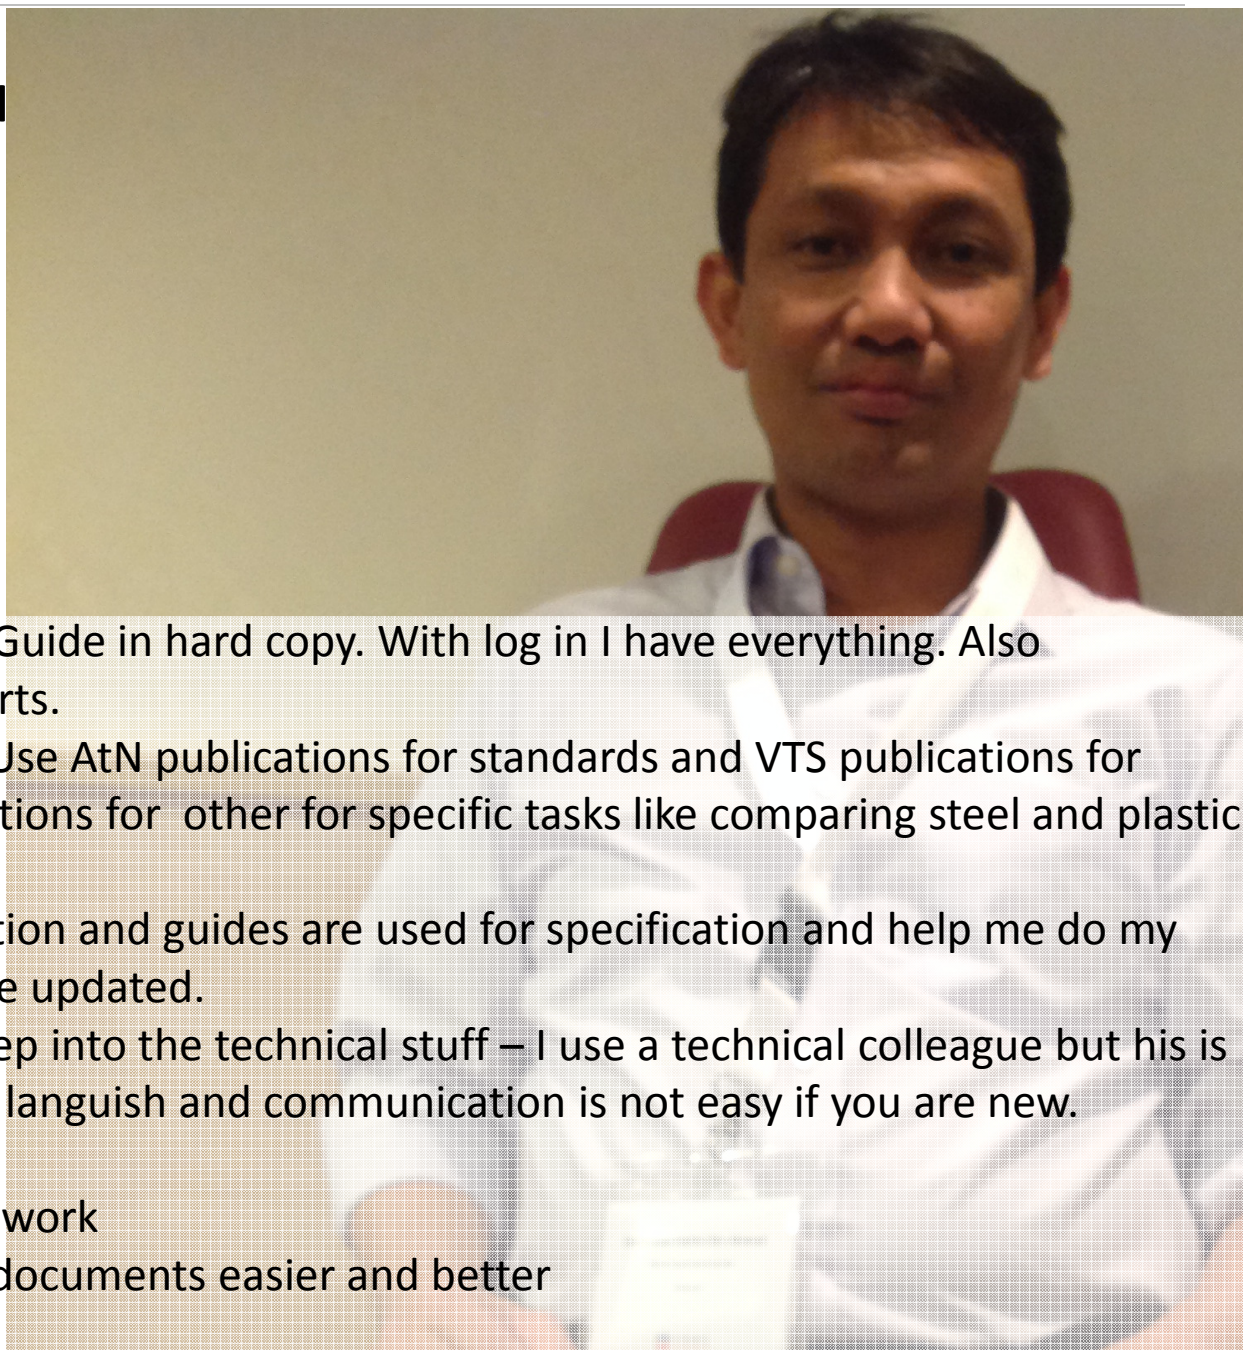 Guide in hard copy. With log in I have everything. Also
rts.
Use AtN publications for standards and VTS publications for
tions for other for specific tasks like comparing steel and plastic
tion and guides are used for specification and help me do my
e updated.
ep into the technical stuff – I use a technical colleague but his is
languish and communication is not easy if you are new.
work
documents easier and better